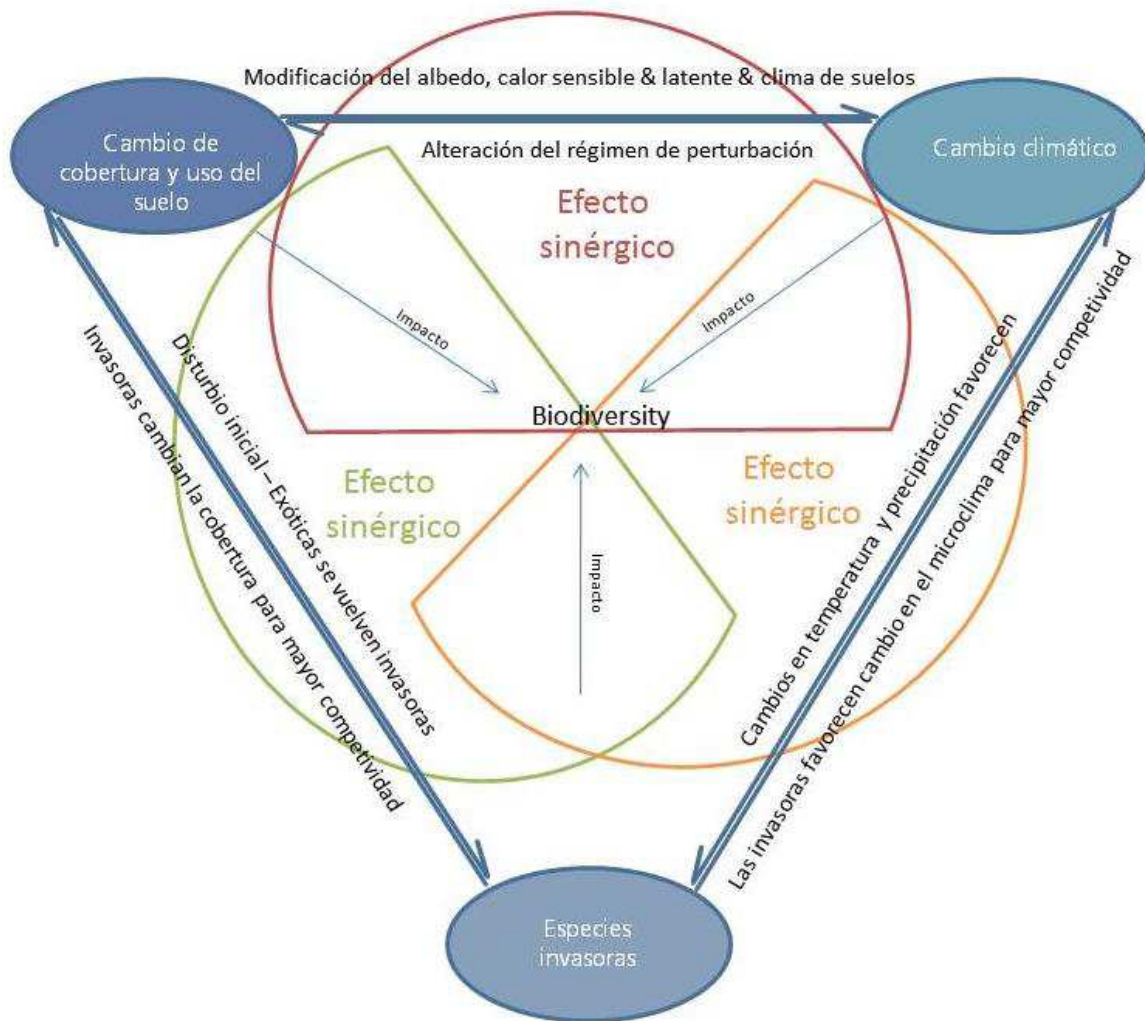 Modificación del albedo, calor sensible & latente & clima de suelos
Cambio de
cobertura y uso del
suelo
Cambio climático
Alteración del régimen de perturbación
Efecto
sinérgico
Impacto
Impacto
Biodiversity
Disturbio inicial – Exóticas se vuelven invasoras
Invasoras cambian la cobertura para mayor competividad
Efecto
sinérgico
Efecto
sinérgico
Impacto
Cambios en temperatura y precipitación favorecen
Las invasoras favorecen cambio en el microclima para mayor competividad
Especies
invasoras